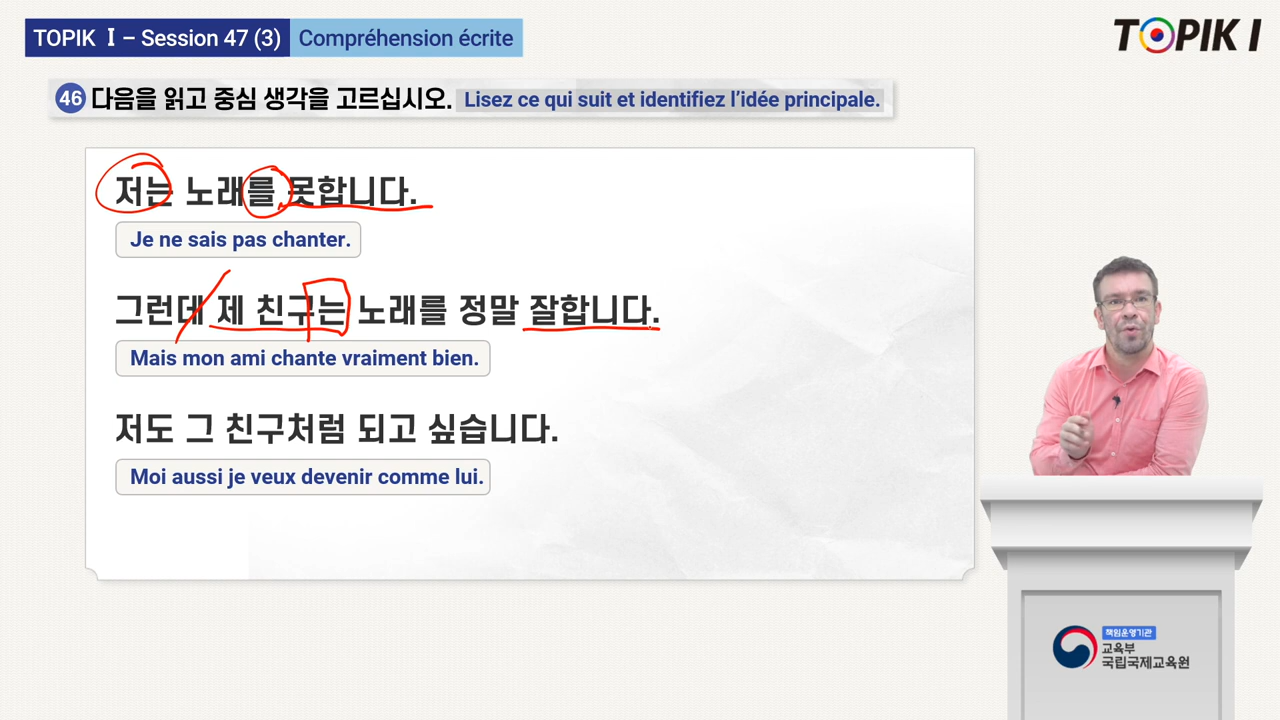 TOPIK I – Session 47 (3) Compréhension écrite
TOPIK I
46 다음을 읽고 중심 생각을 고르십시오. Lisez ce qui suit et identifiez l’idée principale.
저는 노래를 못합니다.
Je ne sais pas chanter.
그런데 제 친구는 노래를 정말 잘합니다.
Mais mon ami chante vraiment bien.
저도 그 친구처럼 되고 싶습니다.
Moi aussi je veux devenir comme lui.
책임운영기관
교육부
국립국제교육원